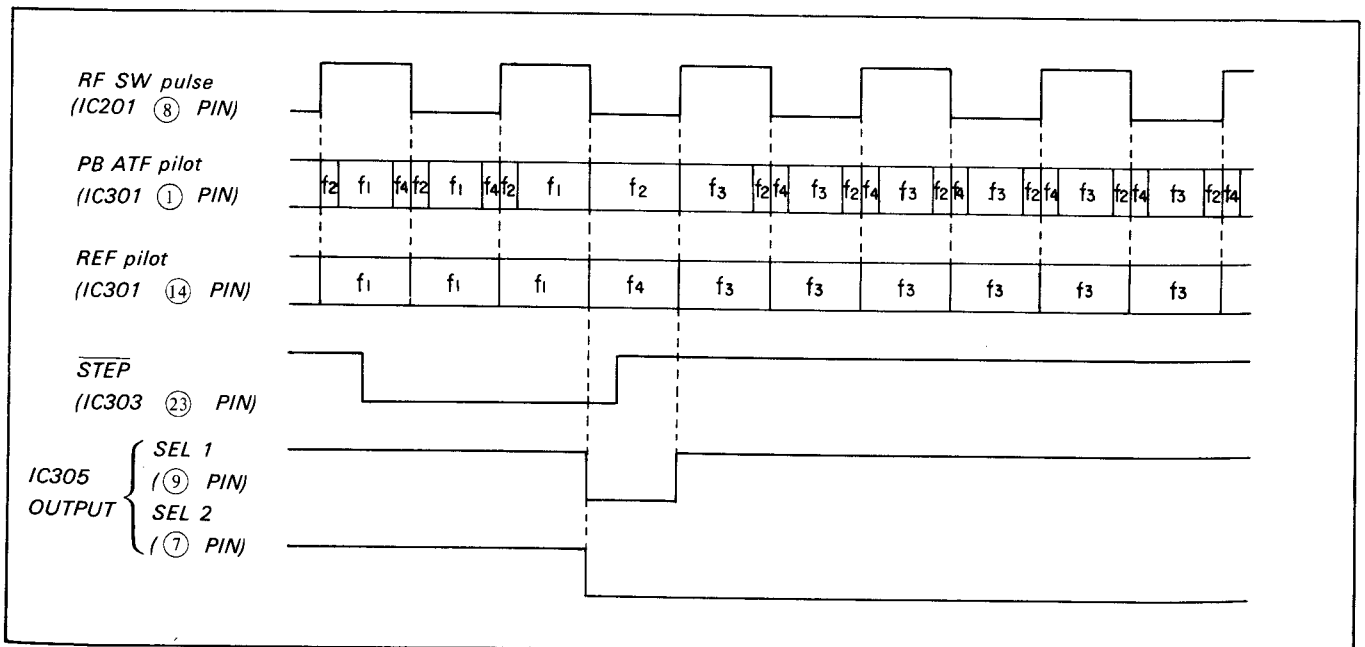 RF SW pulse
(IC201 ⑧ PIN)
PB ATF pilot
(IC301 ① PIN)
f2 f1 f4 f2 f1 f4 f2 f1 f2 f3 f2 f4 f3 f2 f4 f3 f2 f4 f3 f2 f4 f3 f2 f4 f3 f2 f4
REF pilot
(IC301 ⑭ PIN)
f1 f1 f1 f4 f3 f3 f3 f3 f3 f3
STEP
(IC303 ㉓ PIN)
IC305
OUTPUT
SEL 1
(⑨ PIN)
SEL 2
(⑦ PIN)